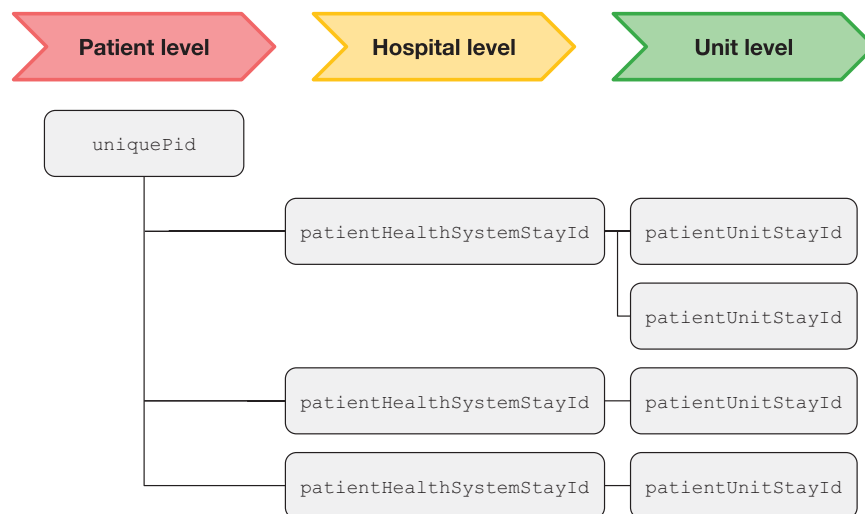 Patient level
Hospital level
Unit level
uniquePid
patientHealthSystemStayId
patientUnitStayId
patientUnitStayId
patientHealthSystemStayId
patientUnitStayId
patientHealthSystemStayId
patientUnitStayId